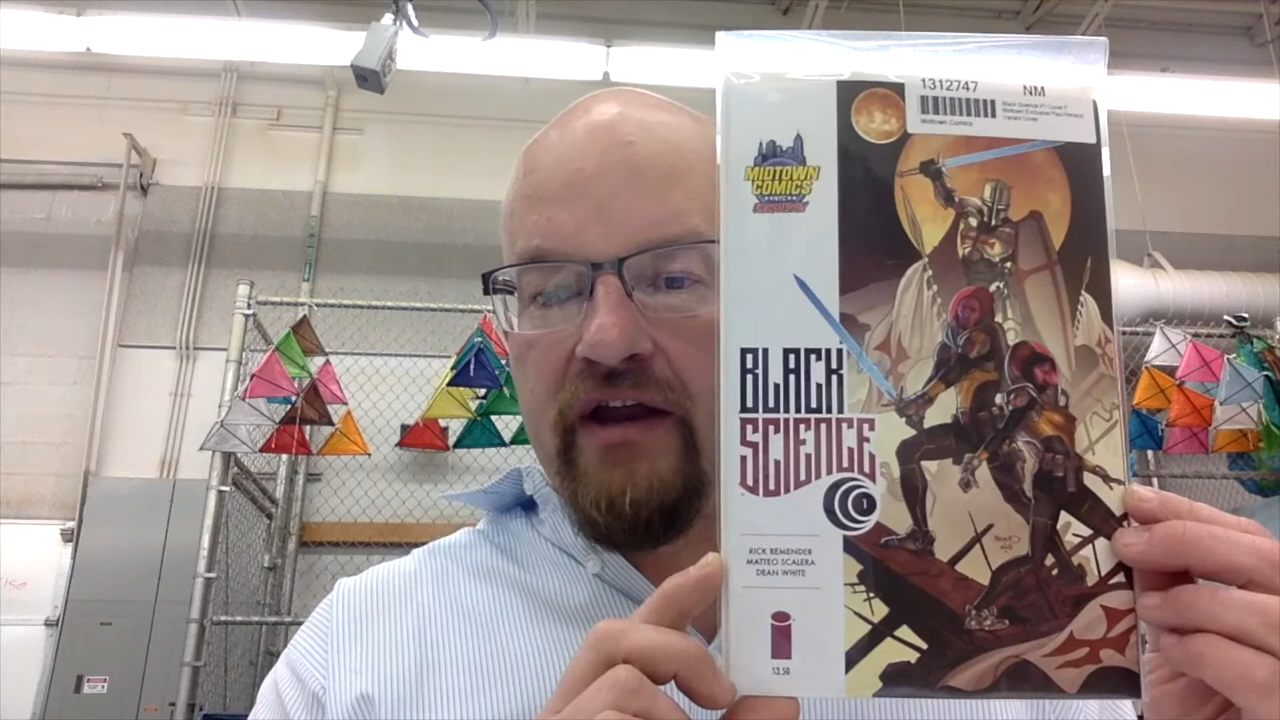 1312747
NM
Black Science #1 Cover F
Midtown Exclusive Paul Renaud
Variant Cover
Midtown Comics
MIDTOWN
COMICS
BLACK
SCIENCE
1
RICK REMENDER
MATTEO SCALERA
DEAN WHITE
i
$3.50